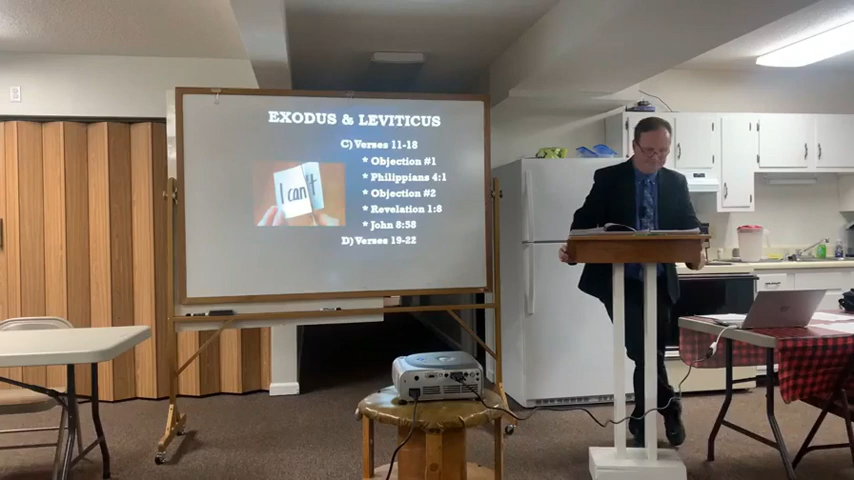 EXODUS & LEVITICUS
C) Verses 11-18
* Objection #1
* Philippians 4:1
* Objection #2
* Revelation 1:8
* John 8:58
D) Verses 19-22
I can't